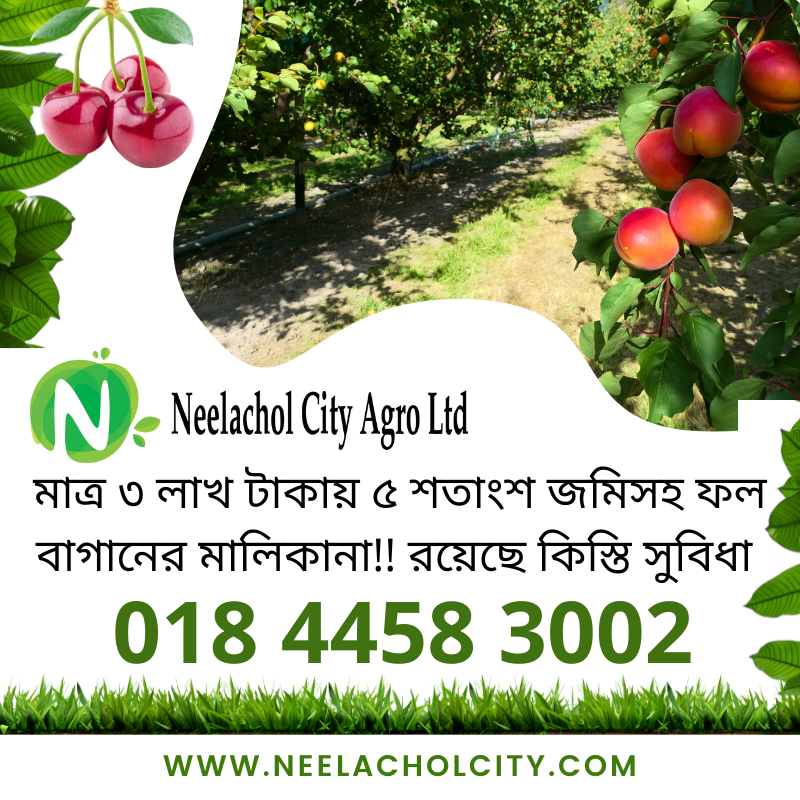 N
Neelachol City Agro Ltd
মাত্র ৩ লাখ টাকায় ৫ শতাংশ জমিসহ ফল
বাগানের মালিকানা!! রয়েছে কিস্তি সুবিধা
018 4458 3002
WWW.NEELACHOLCITY.COM